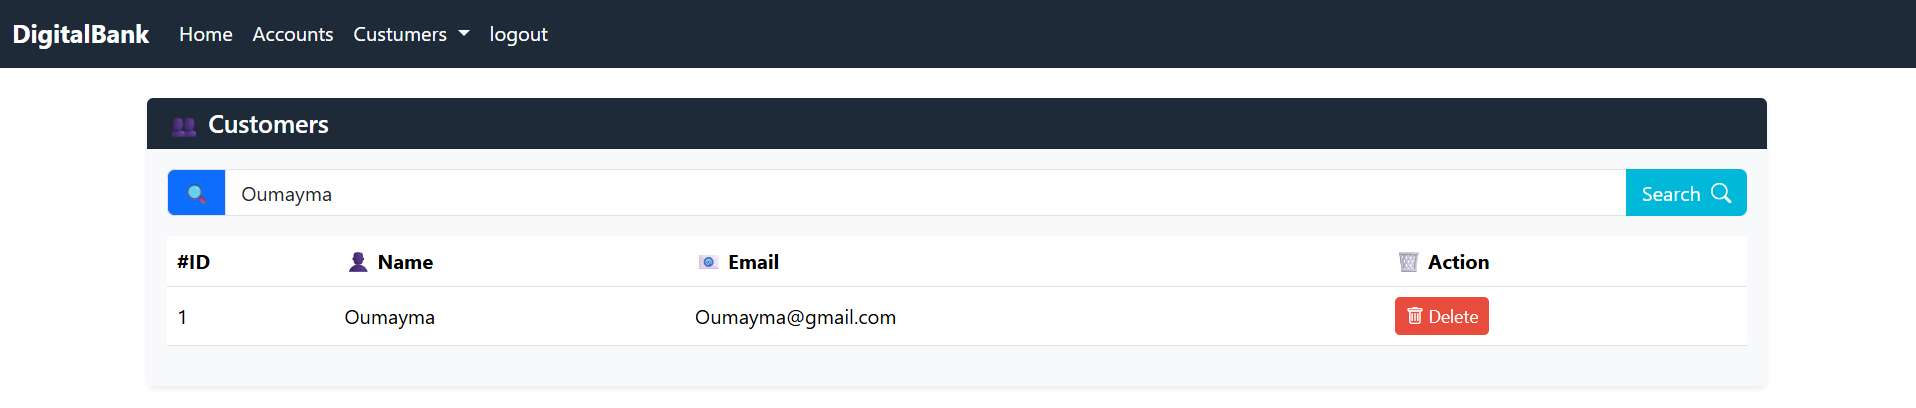 DigitalBank Home Accounts Custumers logout
Customers
Oumayma Search
#ID Name Email Action
1 Oumayma Oumayma@gmail.com Delete